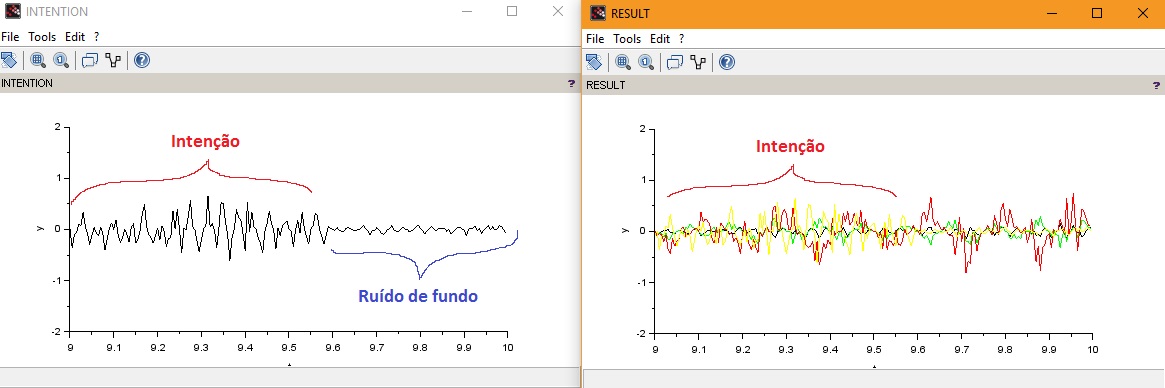 INTENTION
File Tools Edit ?
INTENTION ?
Intenção
Ruído de fundo
y
2
1
0
-1
-2
9 9.1 9.2 9.3 9.4 9.5 9.6 9.7 9.8 9.9 10
RESULT
File Tools Edit ?
RESULT ?
Intenção
y
2
1
0
-1
-2
9 9.1 9.2 9.3 9.4 9.5 9.6 9.7 9.8 9.9 10